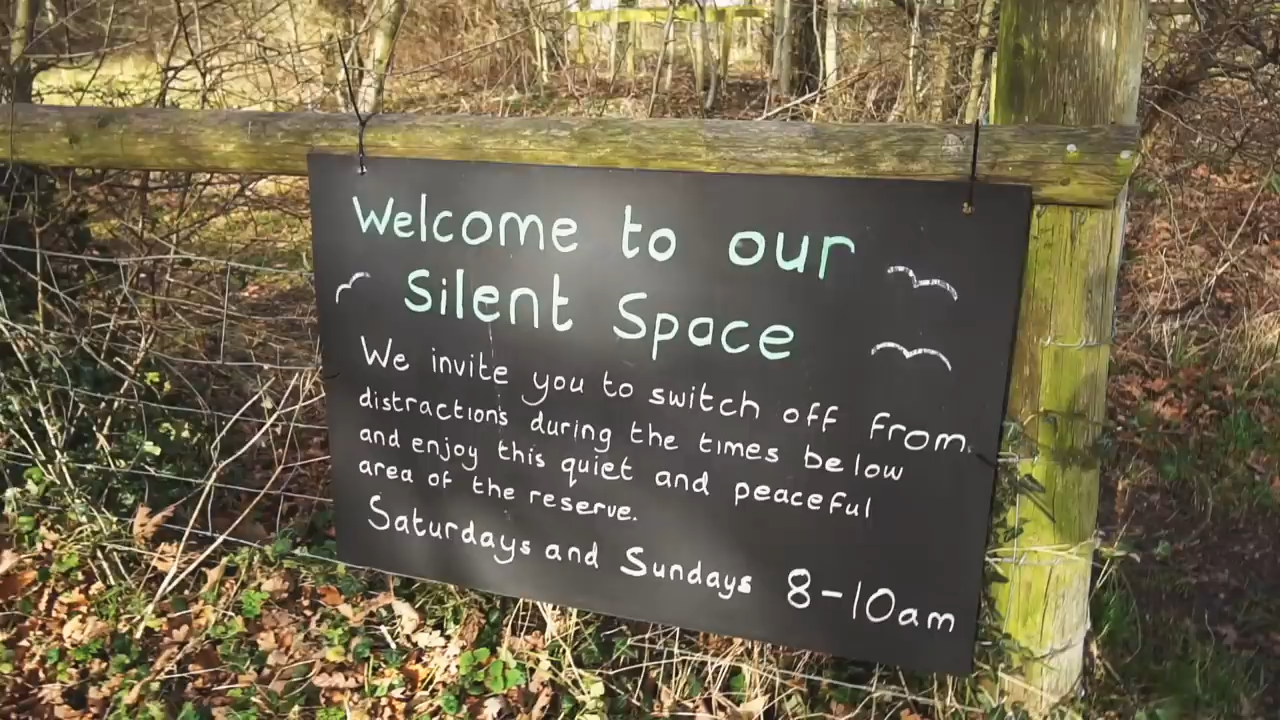 Welcome to our
Silent Space
We invite you to switch off from
distractions during the times below
and enjoy this quiet and peaceful
area of the reserve.
Saturdays and Sundays 8-10am